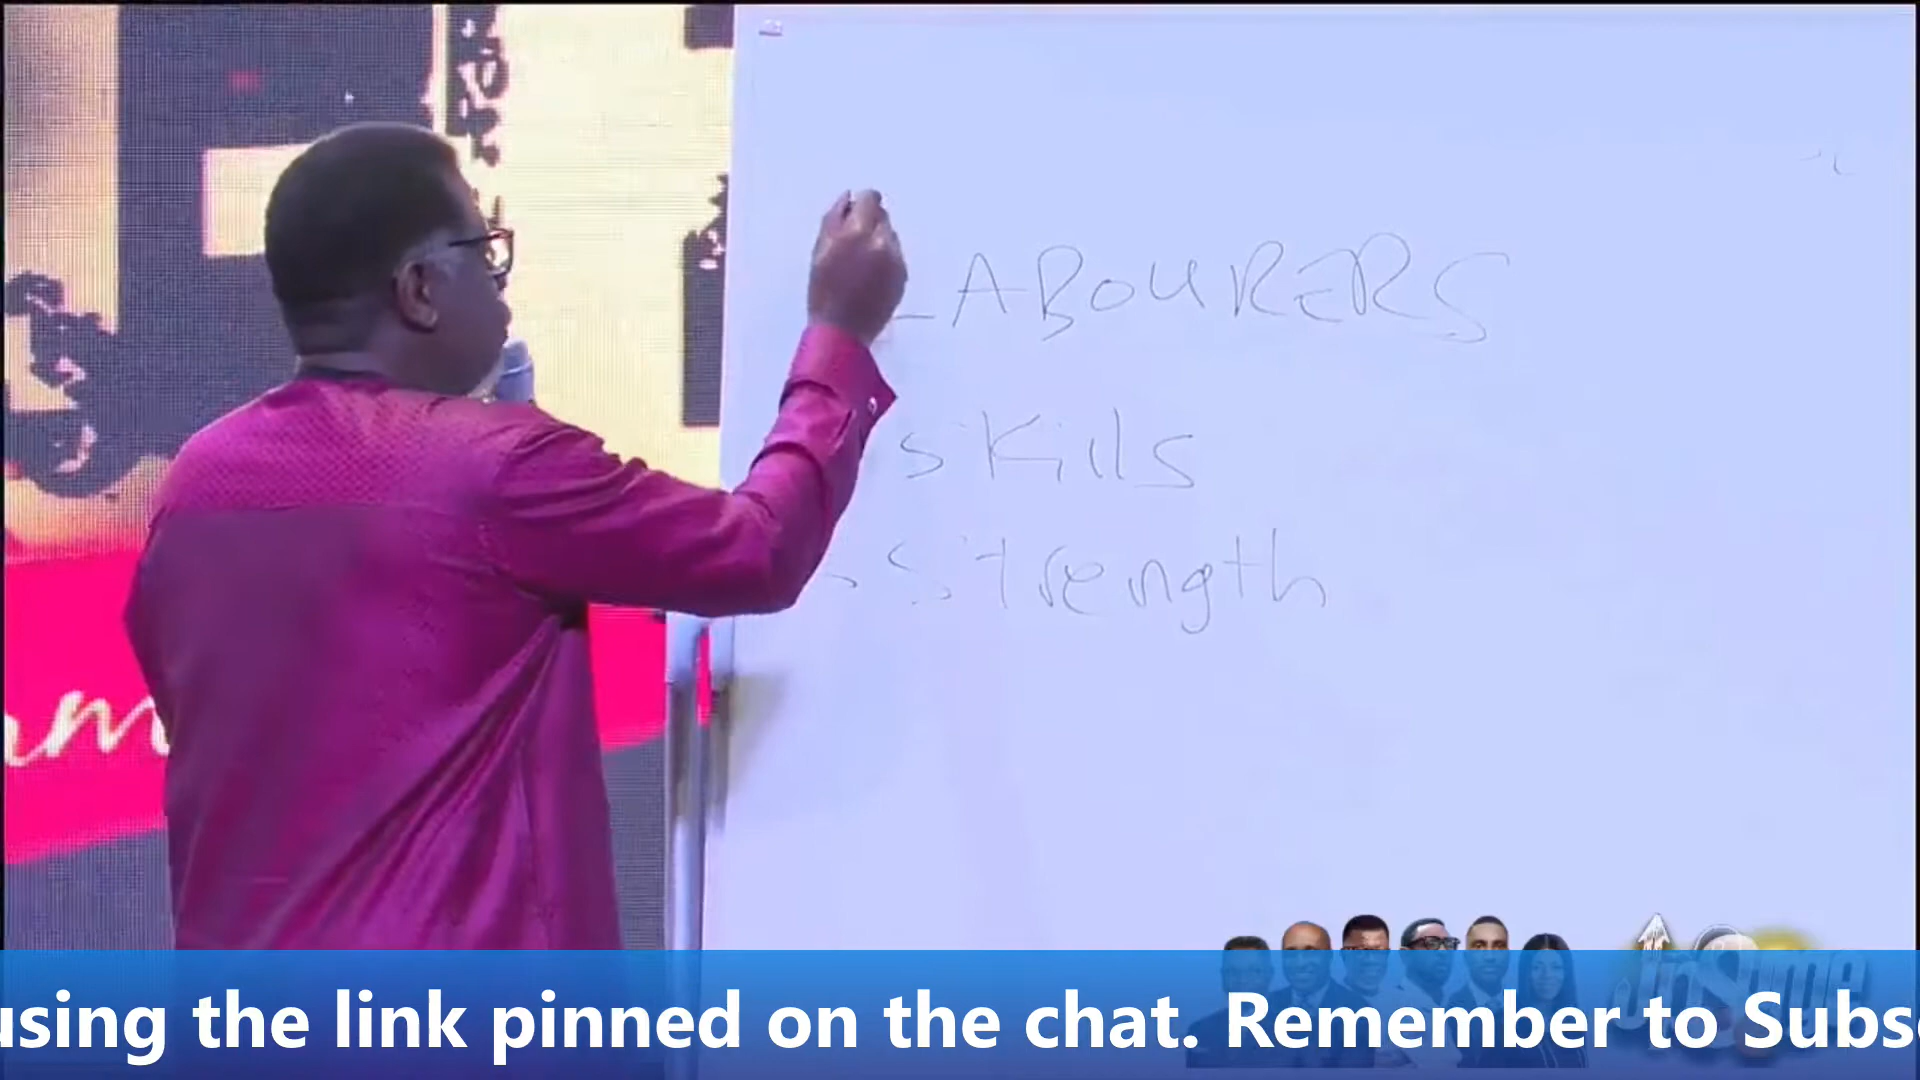 LABOURERS
skills
strength
using the link pinned on the chat. Remember to Subs